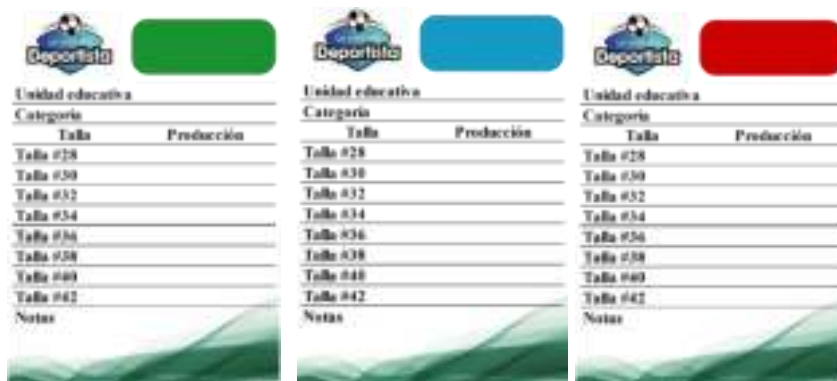 Deportista
Unidad educativa
Categoria
Talla Producción
Talla #28
Talla #30
Talla #32
Talla #34
Talla #36
Talla #38
Talla #40
Talla #42
Notas
Deportista
Unidad educativa
Categoria
Talla Producción
Talla #28
Talla #30
Talla #32
Talla #34
Talla #36
Talla #38
Talla #40
Talla #42
Notas
Deportista
Unidad educativa
Categoria
Talla Producción
Talla #28
Talla #30
Talla #32
Talla #34
Talla #36
Talla #38
Talla #40
Talla #42
Notas